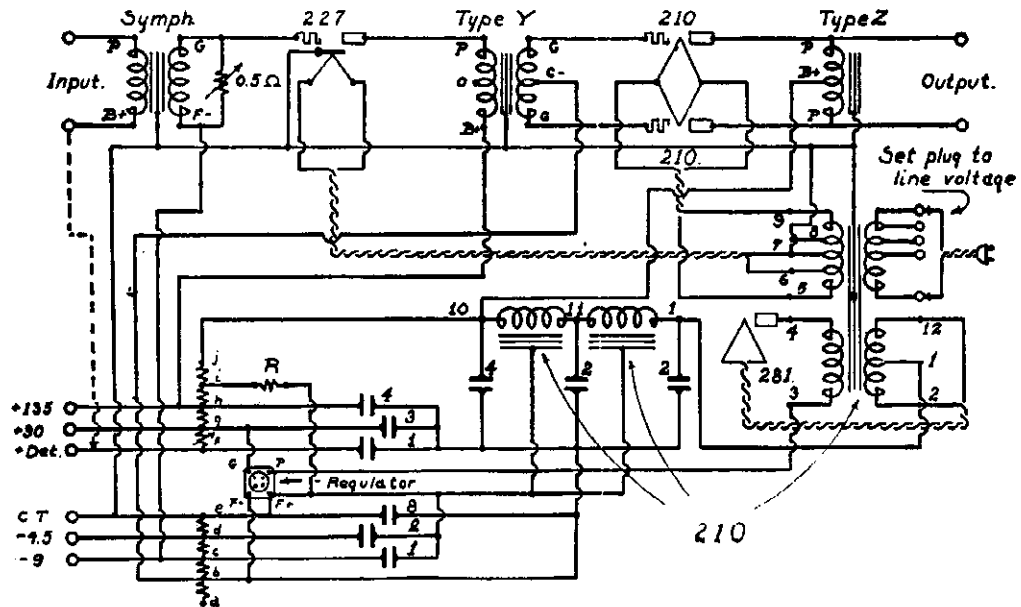 Symph.
227
Type Y
210
Type Z
P
G
P
G
P
Input.
0.5 Ω
C
C-
B+
Output.
B+
F-
B+
G
P
210.
Set plug to
line voltage
9
8
7
6
5
10
11
1
4
12
j
i
R
4
2
2
281.
1
h
3
2
+135
4
+90
g
3
+Det.
f
1
G
P
- Regulator
F-
F+
C T
e
8
210
-4.5
d
2
-9
c
1
b
a